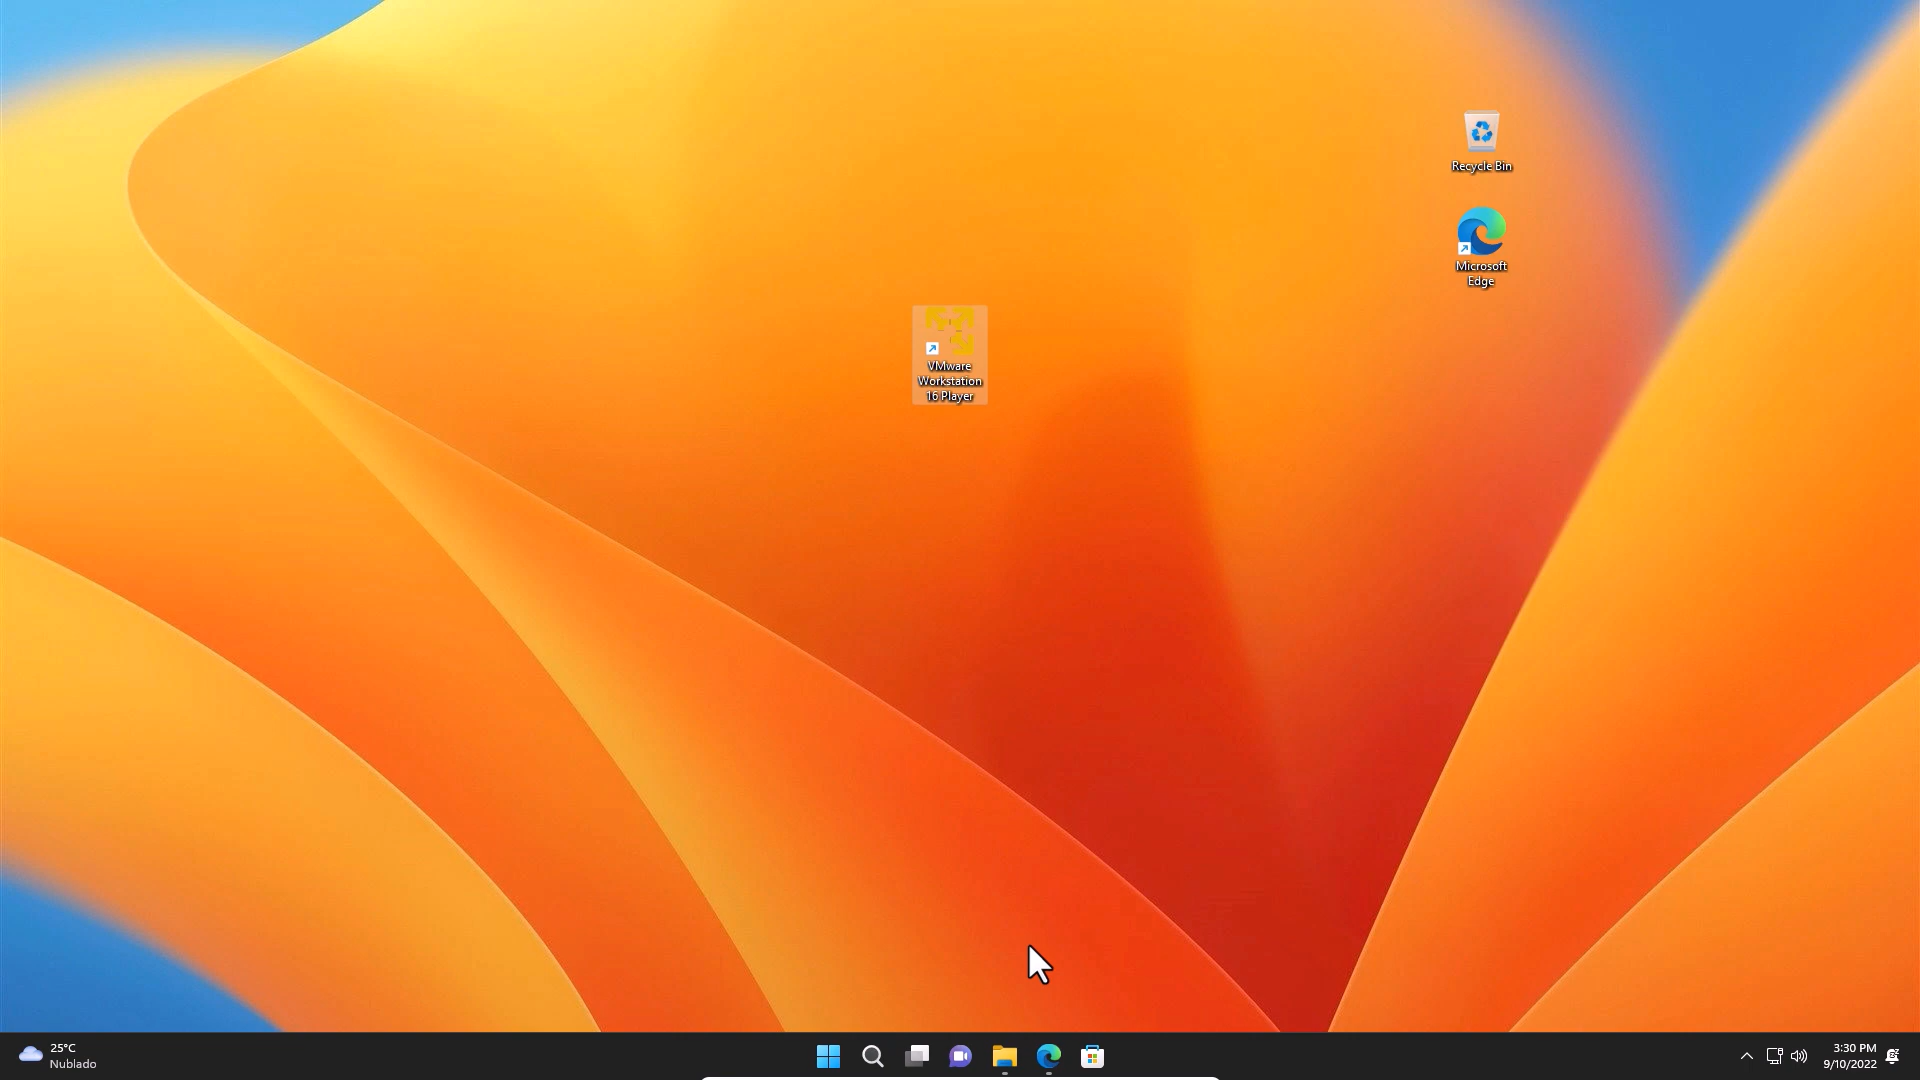 Recycle Bin
Microsoft
Edge
VMware
Workstation
16 Player
25°C
Nublado
3:30 PM
9/10/2022